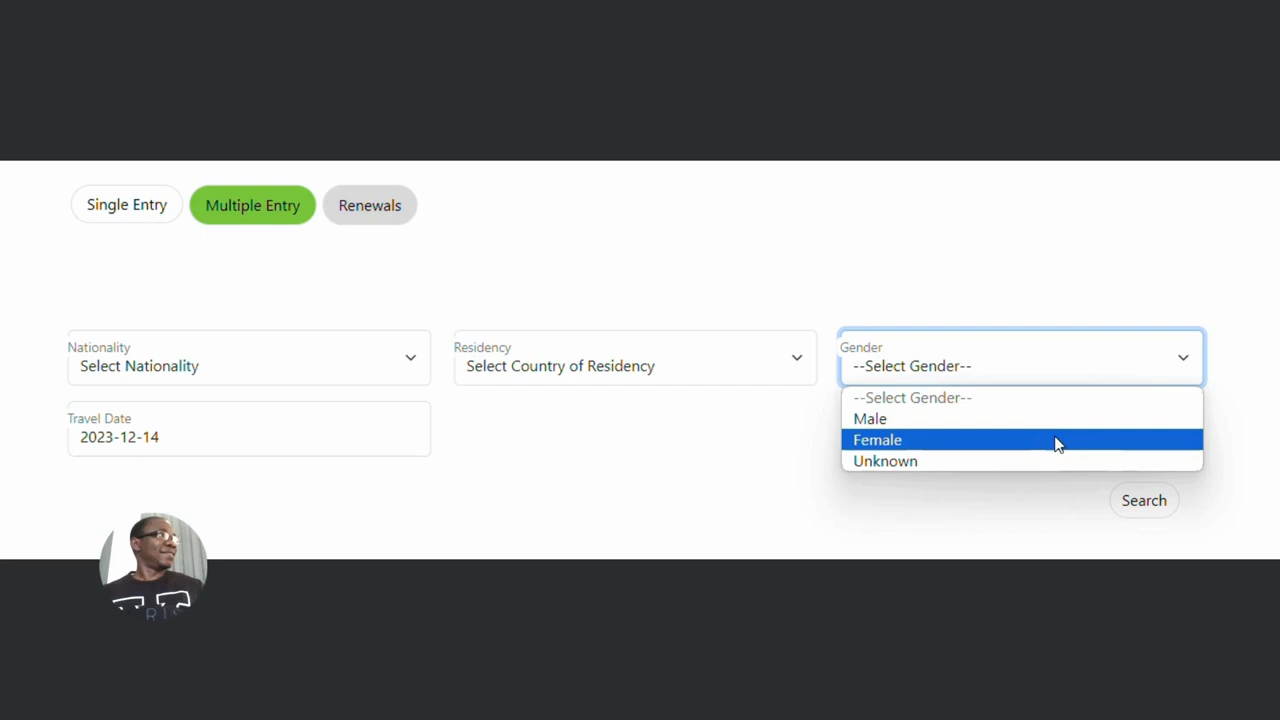 Single Entry
Multiple Entry
Renewals
Nationality
Select Nationality
Residency
Select Country of Residency
Gender
--Select Gender--
--Select Gender--
Male
Female
Unknown
Travel Date
2023-12-14
Search